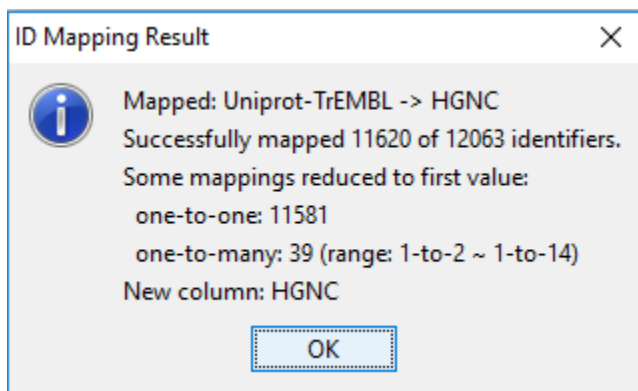 ID Mapping Result
Mapped: Uniprot-TrEMBL -> HGNC
Successfully mapped 11620 of 12063 identifiers.
Some mappings reduced to first value:
one-to-one: 11581
one-to-many: 39 (range: 1-to-2 ~ 1-to-14)
New column: HGNC
OK